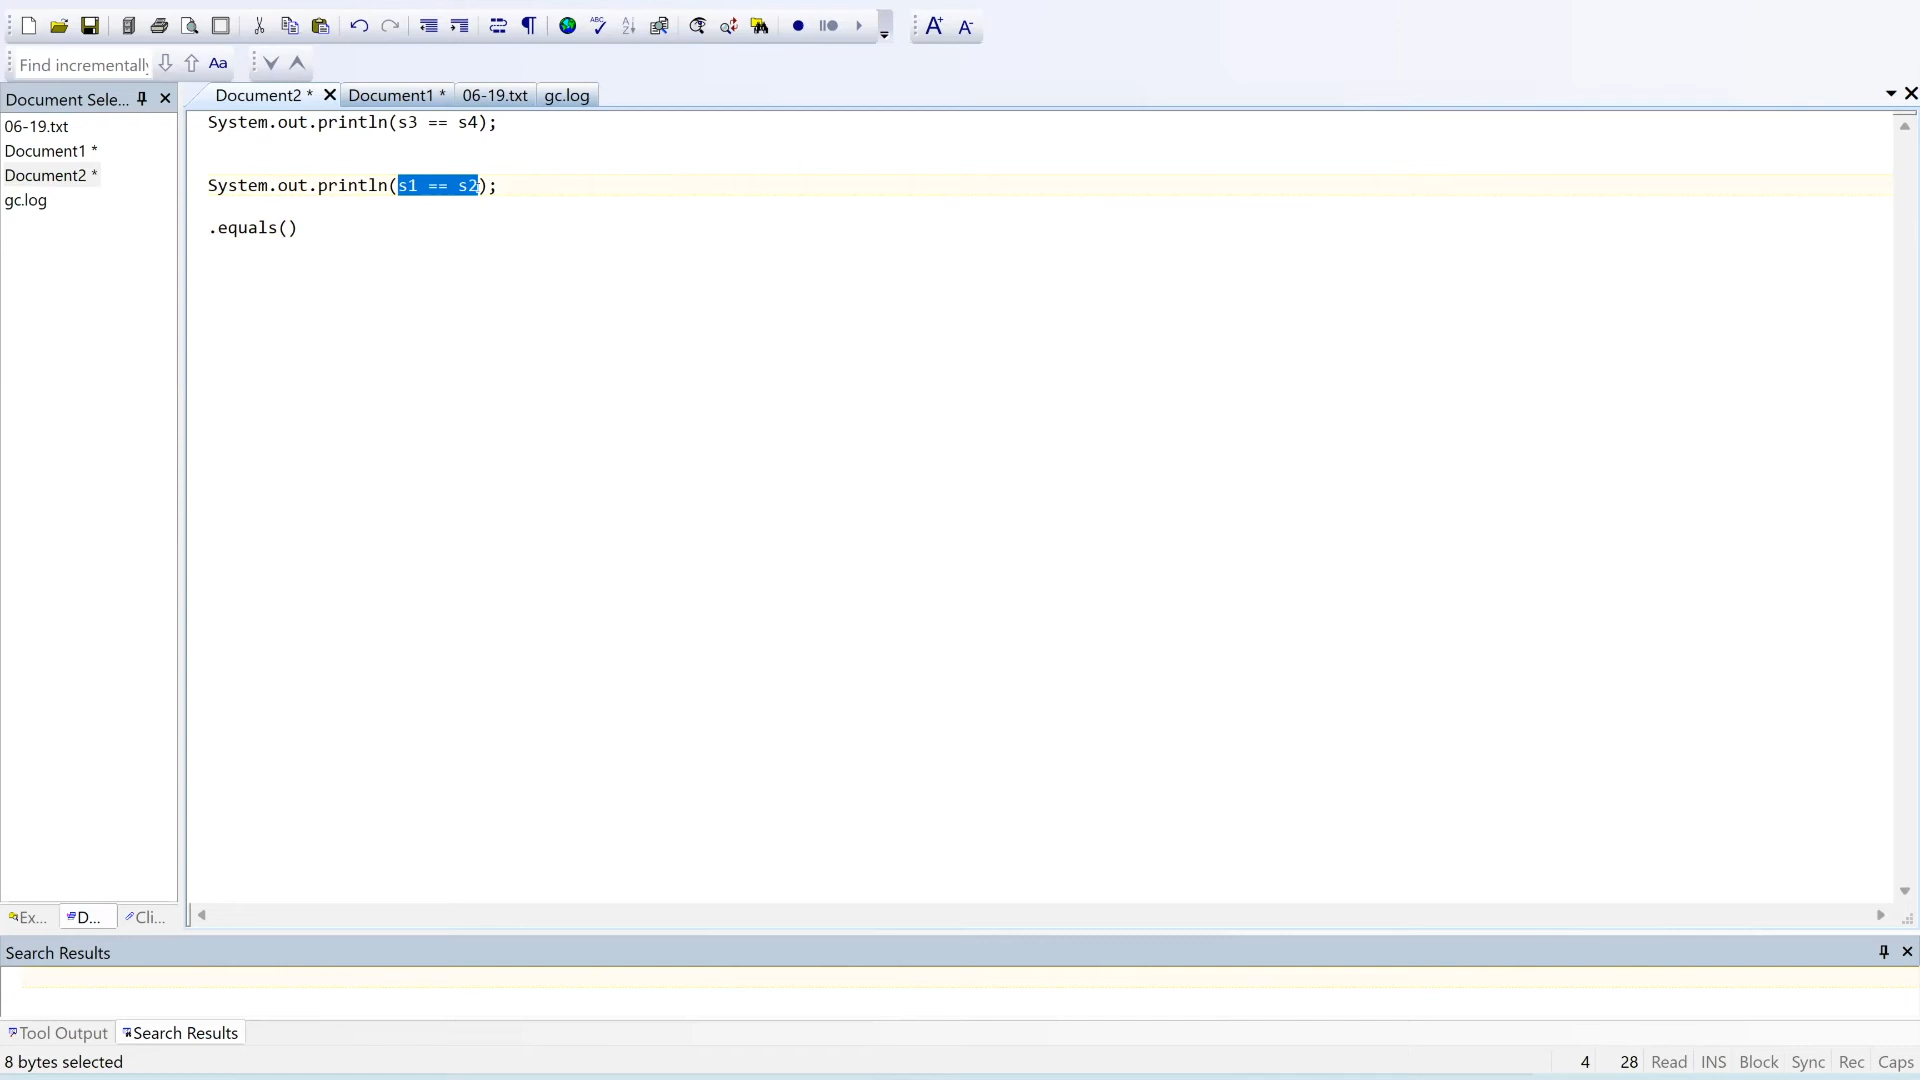 Find incrementally
Aa
A+ A-
Document Sele...
Document2 * Document1 * 06-19.txt gc.log
06-19.txt
Document1 *
Document2 *
gc.log
System.out.println(s3 == s4);
System.out.println(s1 == s2);
.equals()
Ex... D... Cli...
Search Results
Tool Output Search Results
8 bytes selected 4 28 Read INS Block Sync Rec Caps